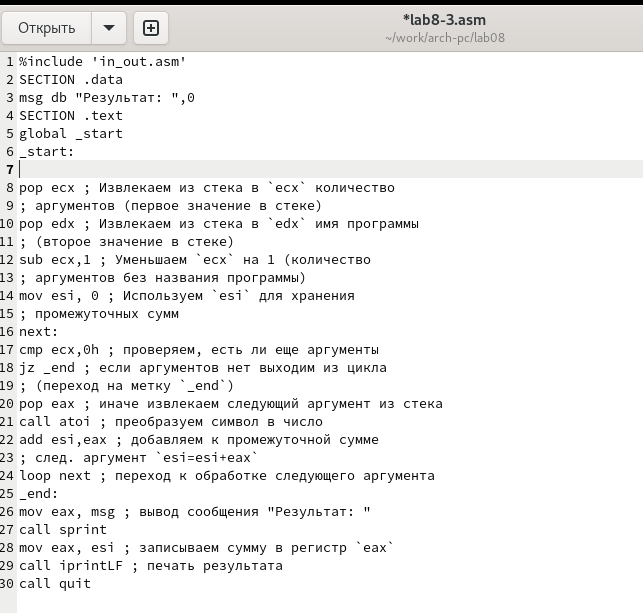 Открыть
*lab8-3.asm
~/work/arch-pc/lab08
1 %include 'in_out.asm'
2 SECTION .data
3 msg db "Результат: ",0
4 SECTION .text
5 global _start
6 _start:
7
8 pop ecx ; Извлекаем из стека в `ecx` количество
9 ; аргументов (первое значение в стеке)
10 pop edx ; Извлекаем из стека в `edx` имя программы
11 ; (второе значение в стеке)
12 sub ecx,1 ; Уменьшаем `ecx` на 1 (количество
13 ; аргументов без названия программы)
14 mov esi, 0 ; Используем `esi` для хранения
15 ; промежуточных сумм
16 next:
17 cmp ecx,0h ; проверяем, есть ли еще аргументы
18 jz _end ; если аргументов нет выходим из цикла
19 ; (переход на метку `_end`)
20 pop eax ; иначе извлекаем следующий аргумент из стека
21 call atoi ; преобразуем символ в число
22 add esi,eax ; добавляем к промежуточной сумме
23 ; след. аргумент `esi=esi+eax`
24 loop next ; переход к обработке следующего аргумента
25 _end:
26 mov eax, msg ; вывод сообщения "Результат: "
27 call sprint
28 mov eax, esi ; записываем сумму в регистр `eax`
29 call iprintLF ; печать результата
30 call quit